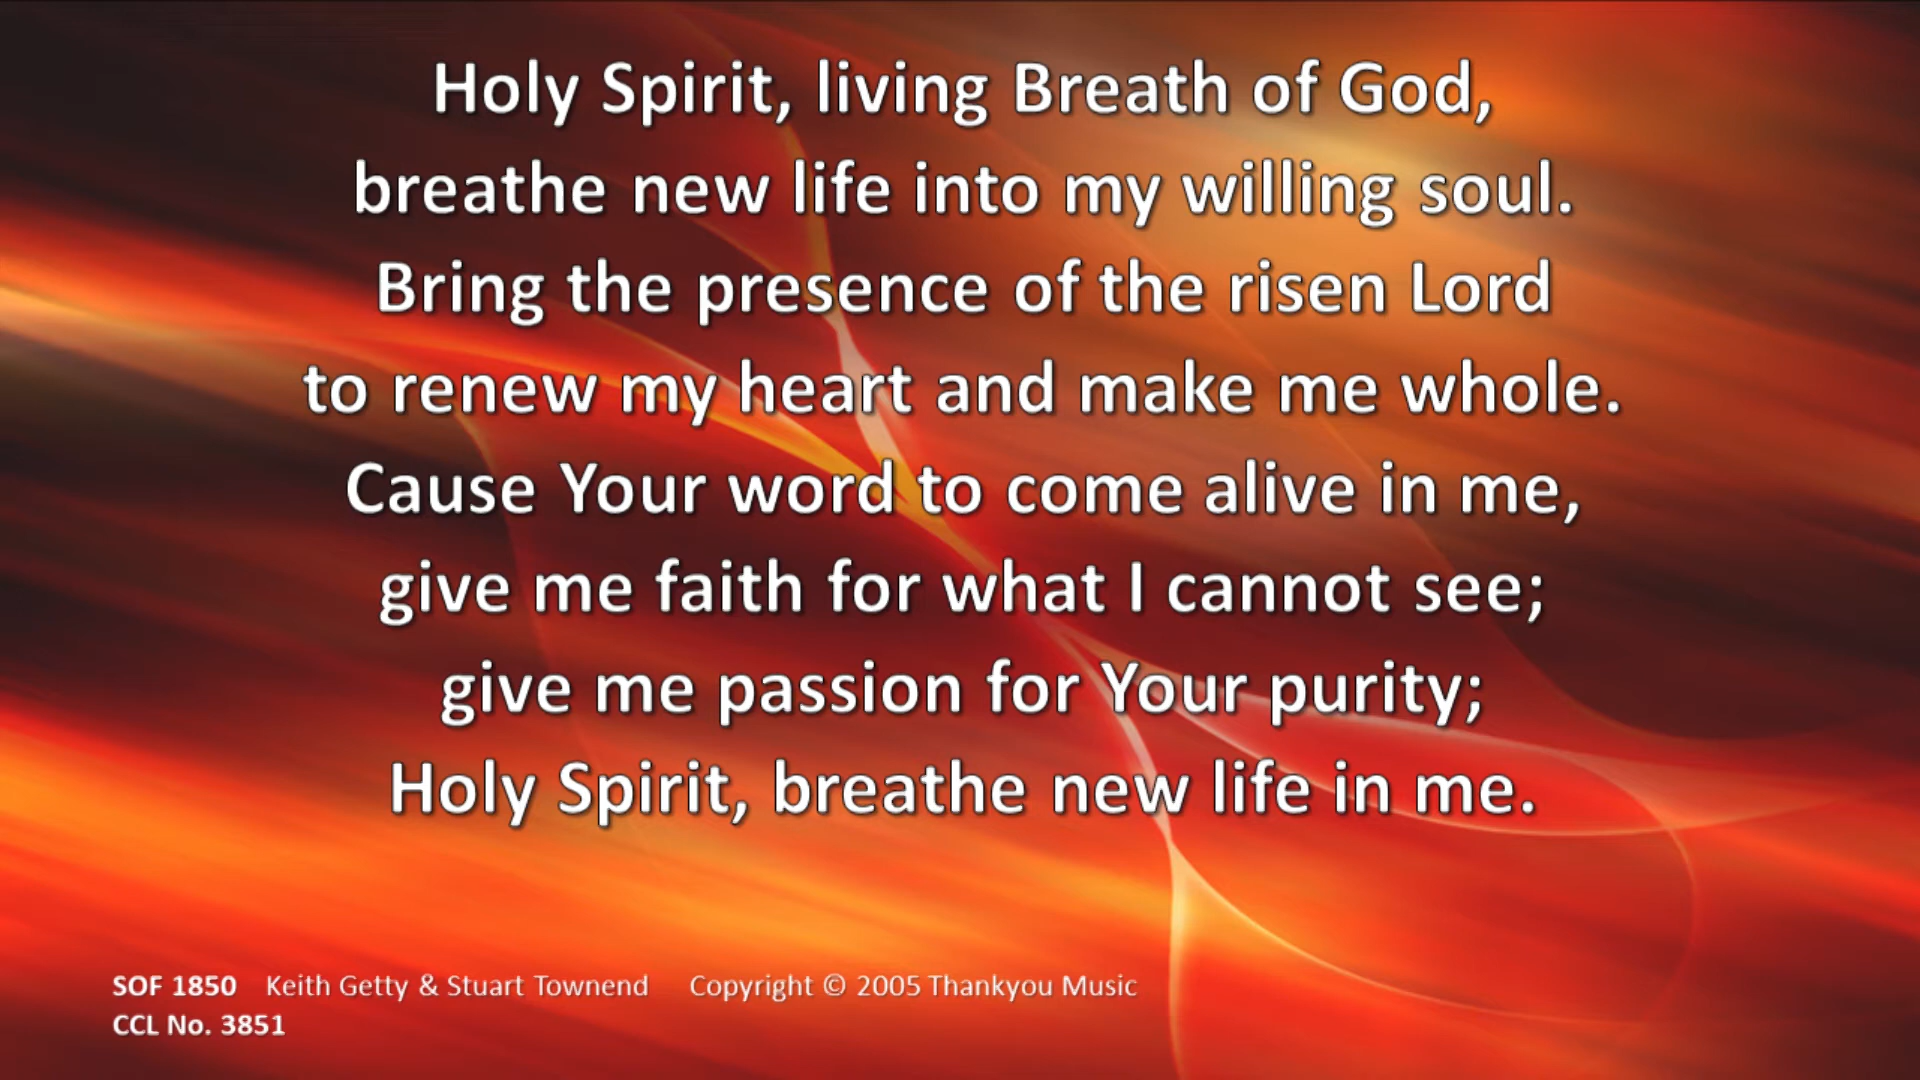 Holy Spirit, living Breath of God,
breathe new life into my willing soul.
Bring the presence of the risen Lord
to renew my heart and make me whole.
Cause Your word to come alive in me,
give me faith for what I cannot see;
give me passion for Your purity;
Holy Spirit, breathe new life in me.
SOF 1850 Keith Getty & Stuart Townend Copyright © 2005 Thankyou Music
CCL No. 3851